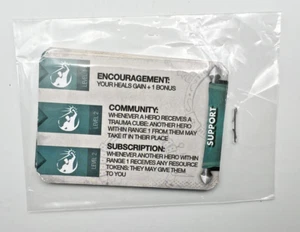 ENCOURAGEMENT:
YOUR HEALS GAIN +1 BONUS
COMMUNITY:
WHENEVER A HERO RECEIVES A
TRAUMA CUBE; ANOTHER HERO
WITHIN RANGE 1 FROM THEM MAY
TAKE IT IN THEIR PLACE
LEVEL 2
SUBSCRIPTION:
WHENEVER ANOTHER HERO WITHIN
RANGE 1 RECEIVES ANY RESOURCE
TOKENS; THEY MAY GIVE THEM
TO YOU
SUPPORT